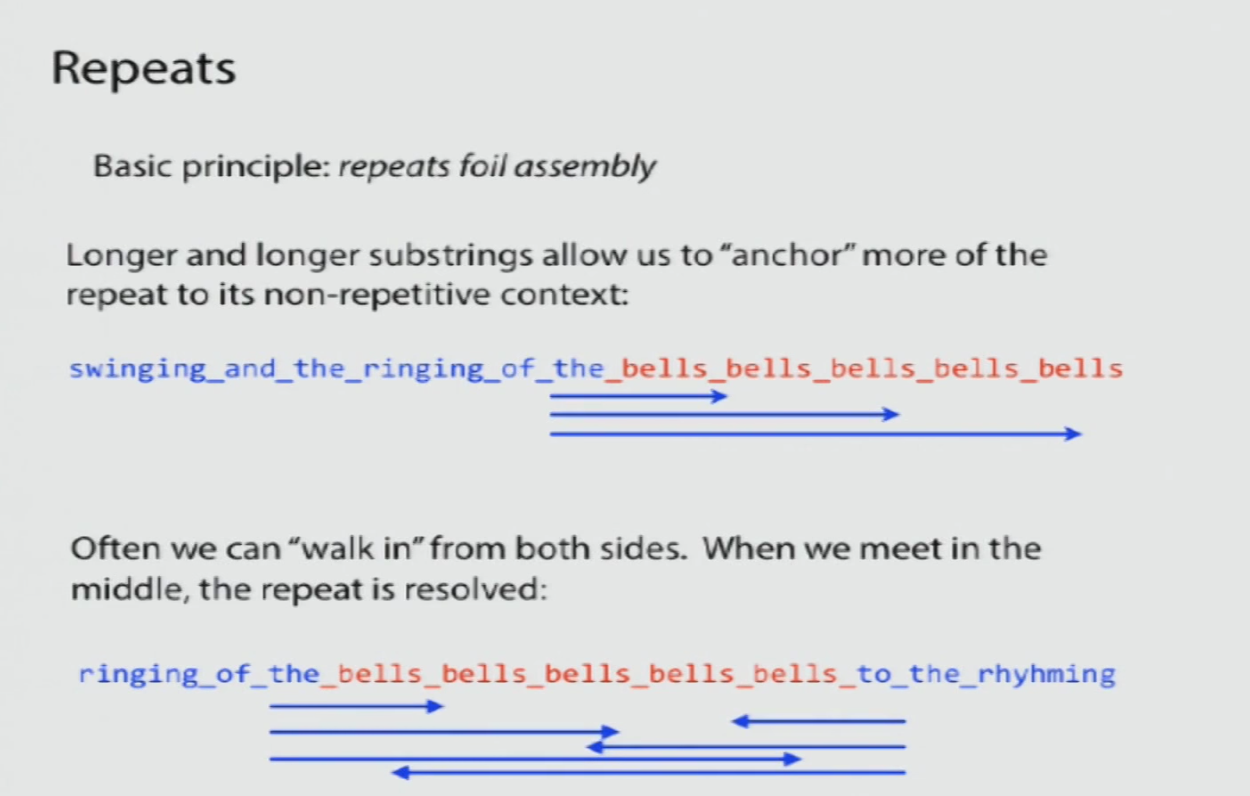 Repeats
Basic principle: repeats foil assembly
Longer and longer substrings allow us to “anchor” more of the
repeat to its non-repetitive context:
swinging_and_the_ringing_of_the_bells_bells_bells_bells_bells
Often we can “walk in” from both sides. When we meet in the
middle, the repeat is resolved:
ringing_of_the_bells_bells_bells_bells_bells_to_the_rhyhming